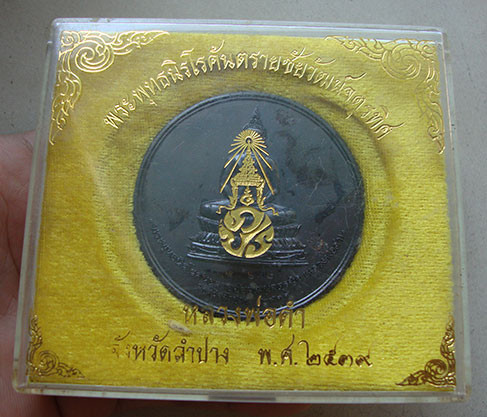 พระพุทธนิรโรคันตรายชัยวัฒน์จตุรทิศ
หลวงพ่อดำ
จังหวัดลำปาง พ.ศ.๒๕๓๙